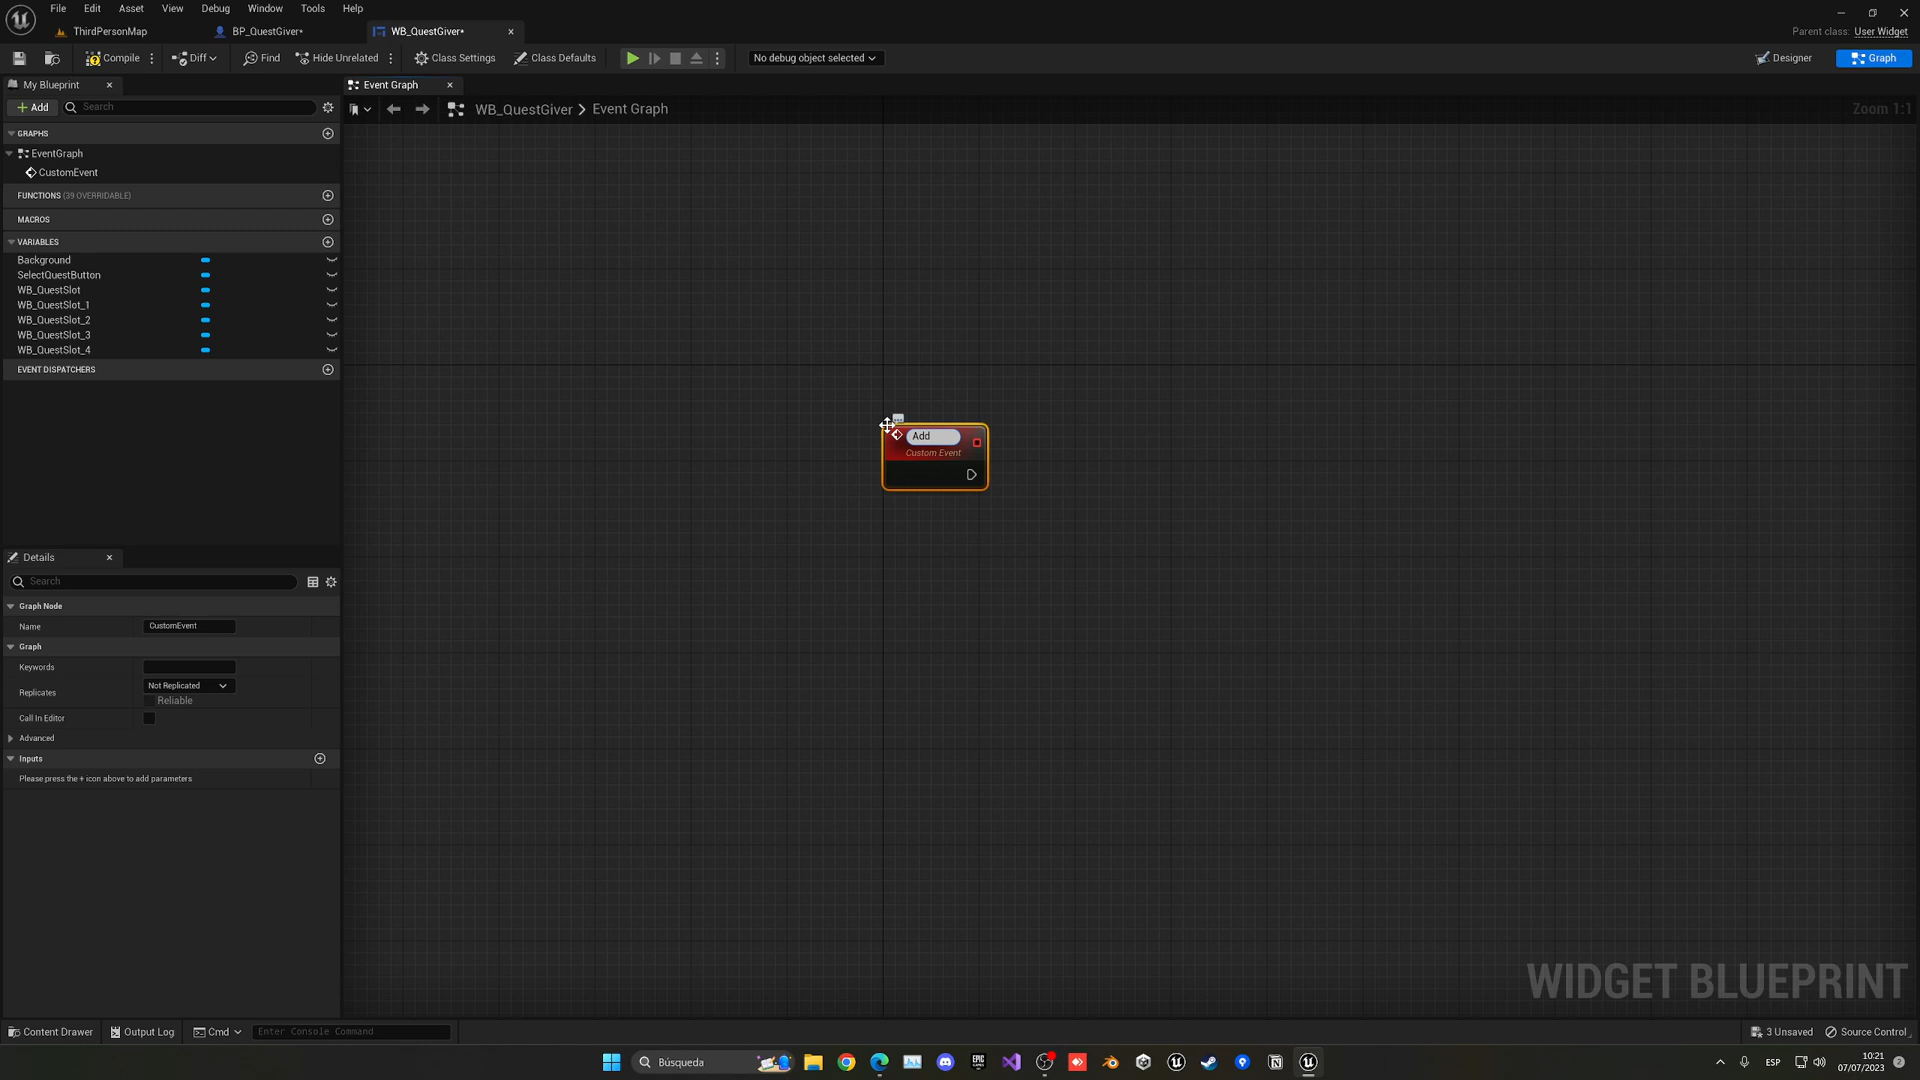 File Edit Asset View Debug Window Tools Help
ThirdPersonMap BP_QuestGiver* WB_QuestGiver*
Parent class: User Widget
Compile Diff Find Hide Unrelated Class Settings Class Defaults No debug object selected Designer Graph
My Blueprint Event Graph
Add Search WB_QuestGiver > Event Graph Zoom 1:1
GRAPHS
EventGraph
CustomEvent
FUNCTIONS (39 OVERRIDABLE)
MACROS
VARIABLES
Background
SelectQuestButton
WB_QuestSlot
WB_QuestSlot_1
WB_QuestSlot_2
WB_QuestSlot_3
WB_QuestSlot_4
EVENT DISPATCHERS
Add
Custom Event
Details
Search
Graph Node
Name CustomEvent
Graph
Keywords
Replicates Not Replicated
Reliable
Call In Editor
Advanced
Inputs
Please press the + icon above to add parameters
WIDGET BLUEPRINT
Content Drawer Output Log Cmd Enter Console Command 3 Unsaved Source Control
Búsqueda ESP 10:21
07/07/2023